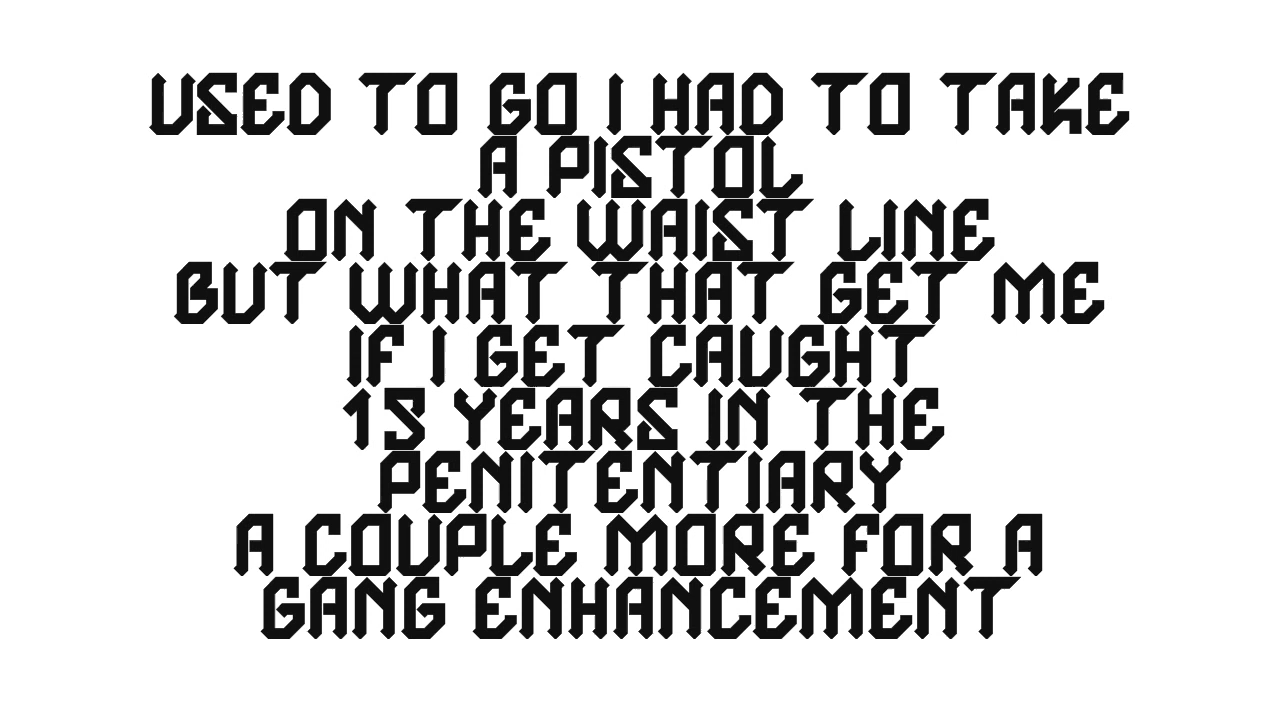 USED TO GO I HAD TO TAKE
A PISTOL
ON THE WAIST LINE
BUT WHAT THAT GET ME
IF I GET CAUGHT
15 YEARS IN THE
PENITENTIARY
A COUPLE MORE FOR A
GANG ENHANCEMENT